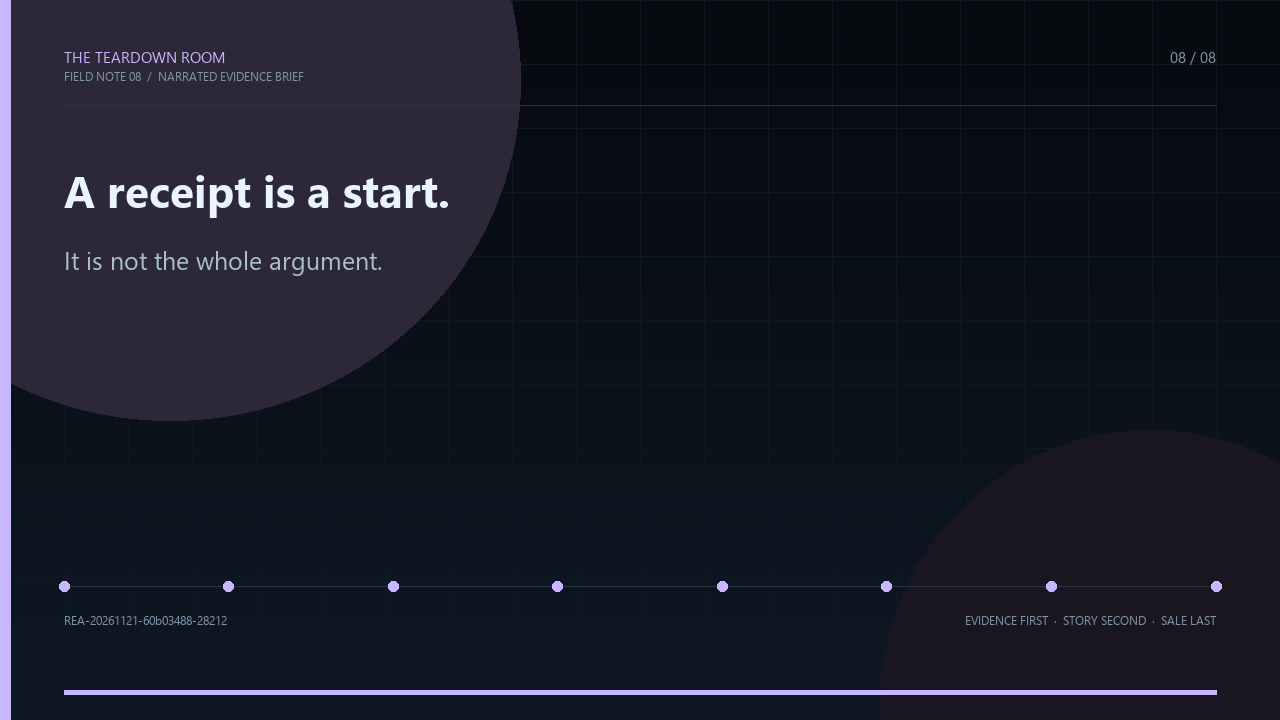 THE TEARDOWN ROOM
08 / 08
FIELD NOTE 08 / NARRATED EVIDENCE BRIEF
A receipt is a start.
It is not the whole argument.
REA-20261121-60b03488-28212
EVIDENCE FIRST · STORY SECOND · SALE LAST